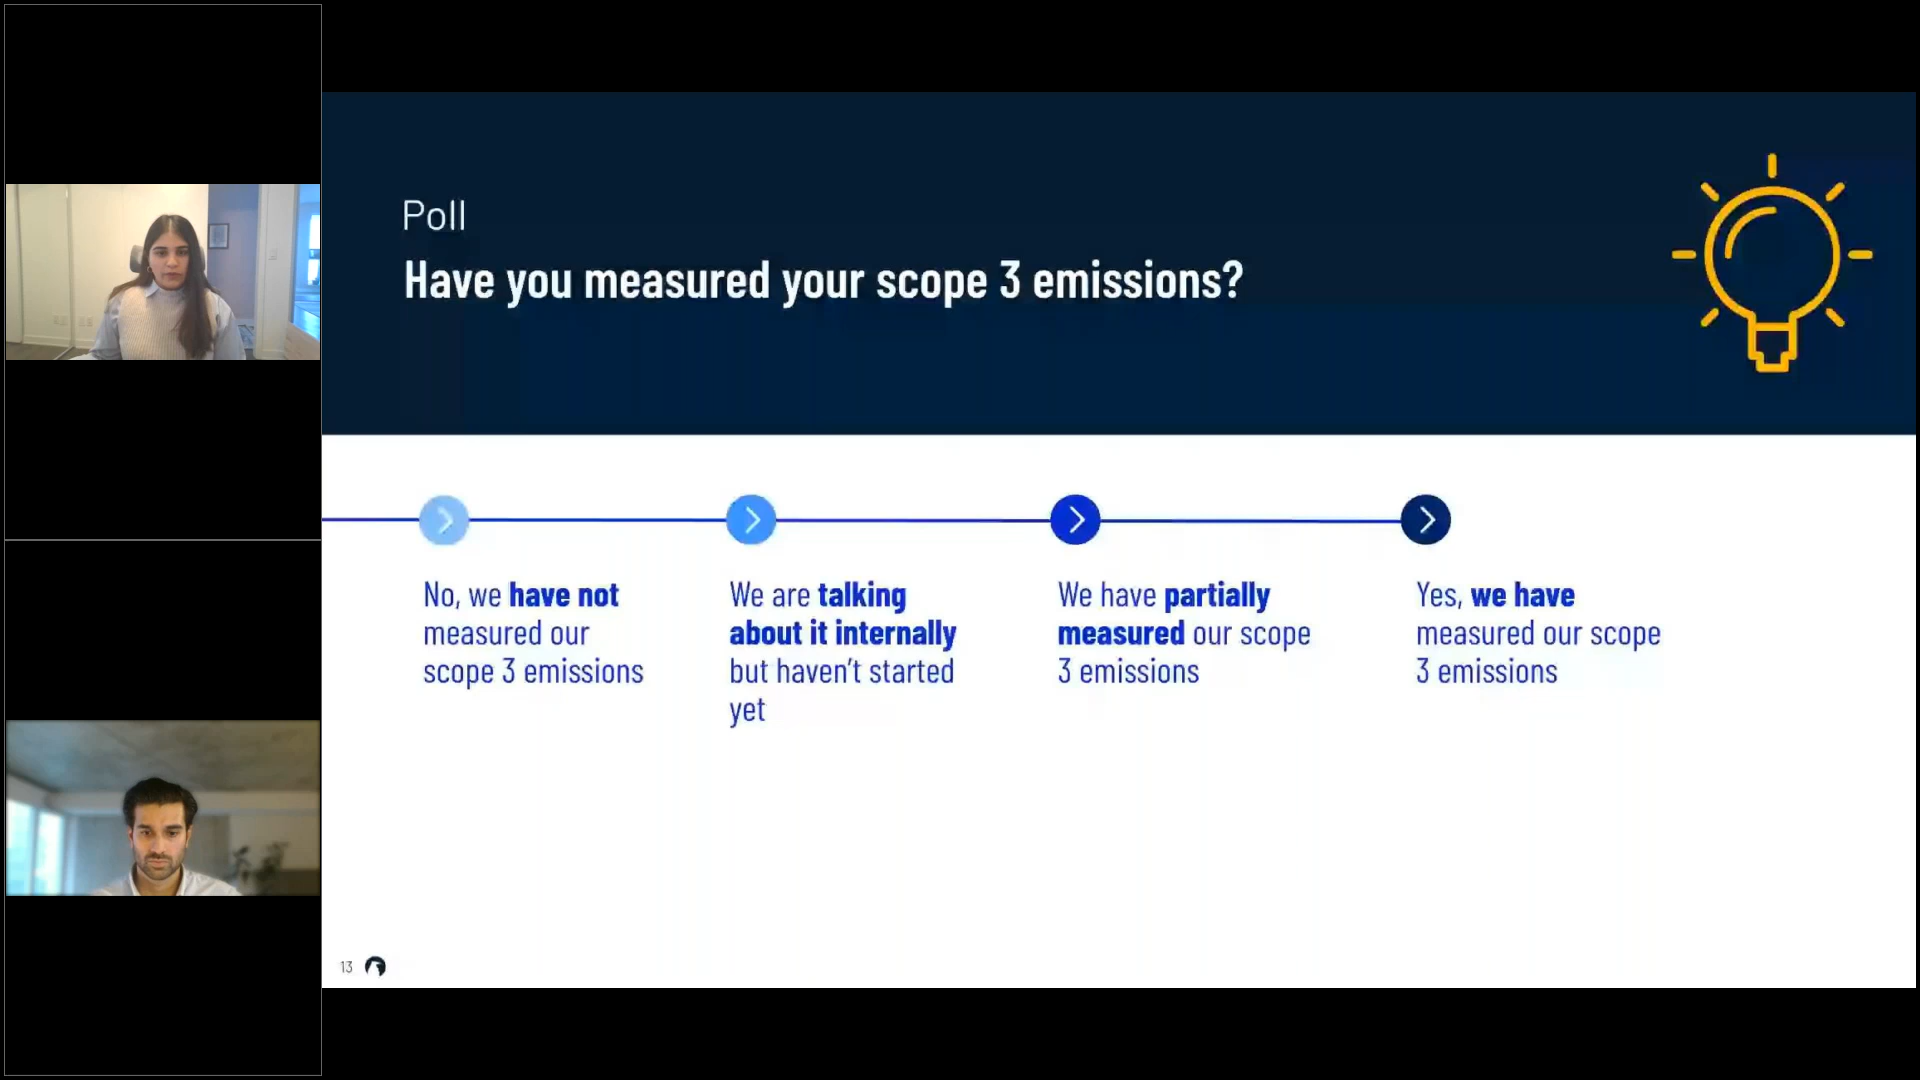 Poll
Have you measured your scope 3 emissions?
No, we have not
measured our
scope 3 emissions
We are talking
about it internally
but haven't started
yet
We have partially
measured our scope
3 emissions
Yes, we have
measured our scope
3 emissions
13